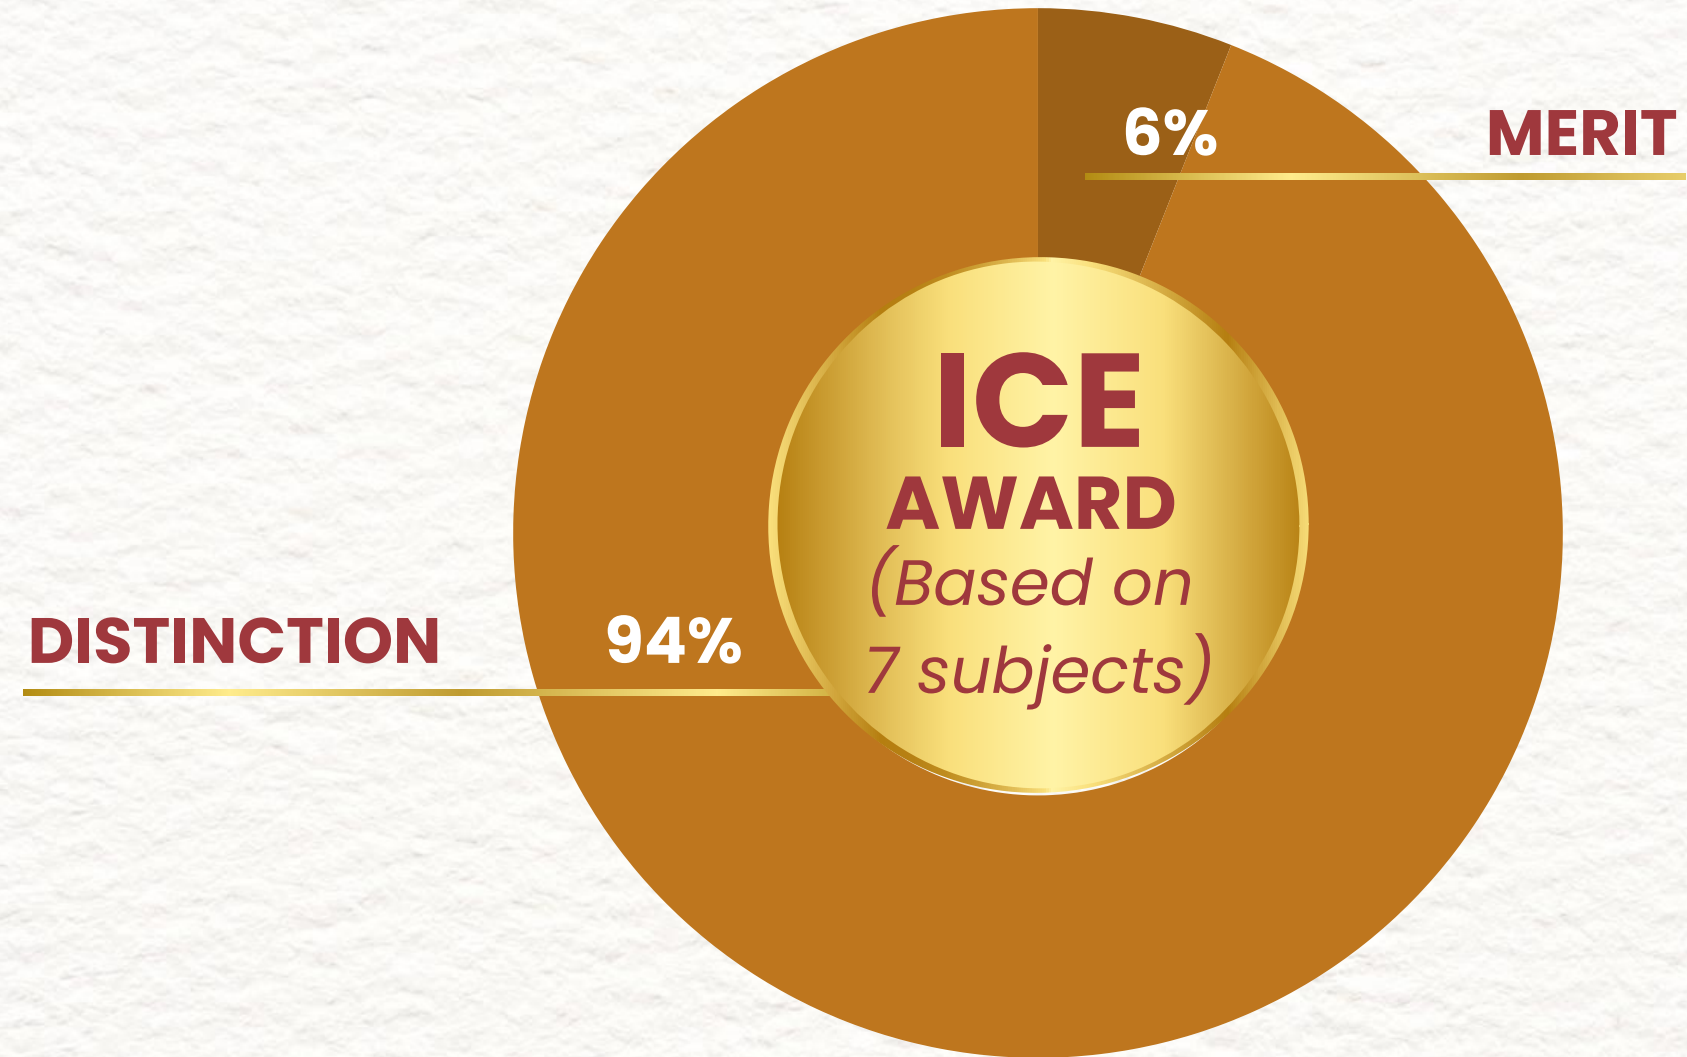 6%
MERIT
ICE
AWARD
(Based on
7 subjects)
DISTINCTION
94%